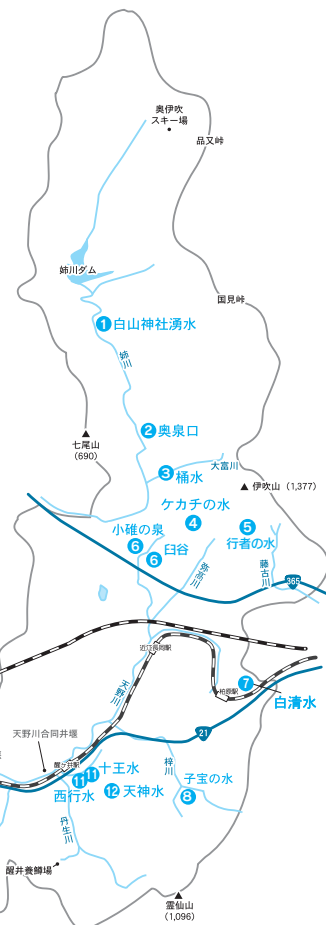 奥伊吹
スキー場
品又峠
姉川ダム
国見峠
1 白山神社湧水
姉川
2 奥泉口
七尾山
(690)
大富川
3 桶水
伊吹山 (1,377)
ケカチの水
4
5
行者の水
小碓の泉
6
6 臼谷
弥高川
藤古川
365
近江長岡駅
天野川
柏原駅
7
白清水
天野川合同井堰
21
醒ヶ井駅
梓川
11 十王水
11
西行水
12 天神水
子宝の水
8
丹生川
醒井養鱒場
霊仙山
(1,096)